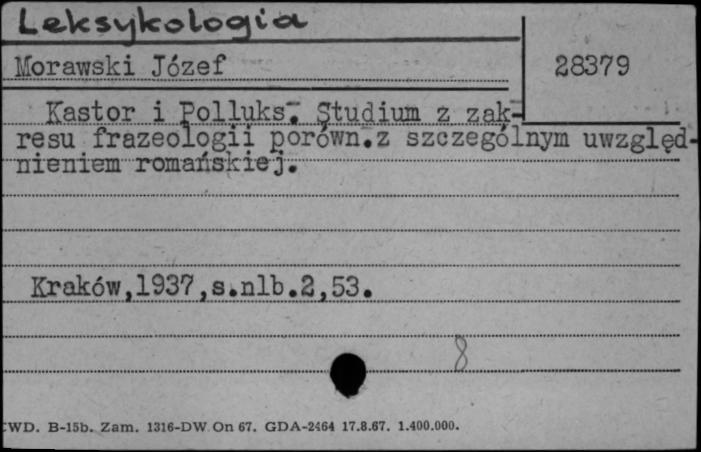 Leksykologia
Morawski Józef
28379
Kastor i Polluks. Studium z zak-
resu frazeologii porówn.z szczególnym uwzględ-
nieniem romańskiej.
Kraków,1937,s.nlb.2,53.
8
WD. B-15b. Zam. 1316-DW On 67. GDA-2464 17.8.67. 1.400.000.